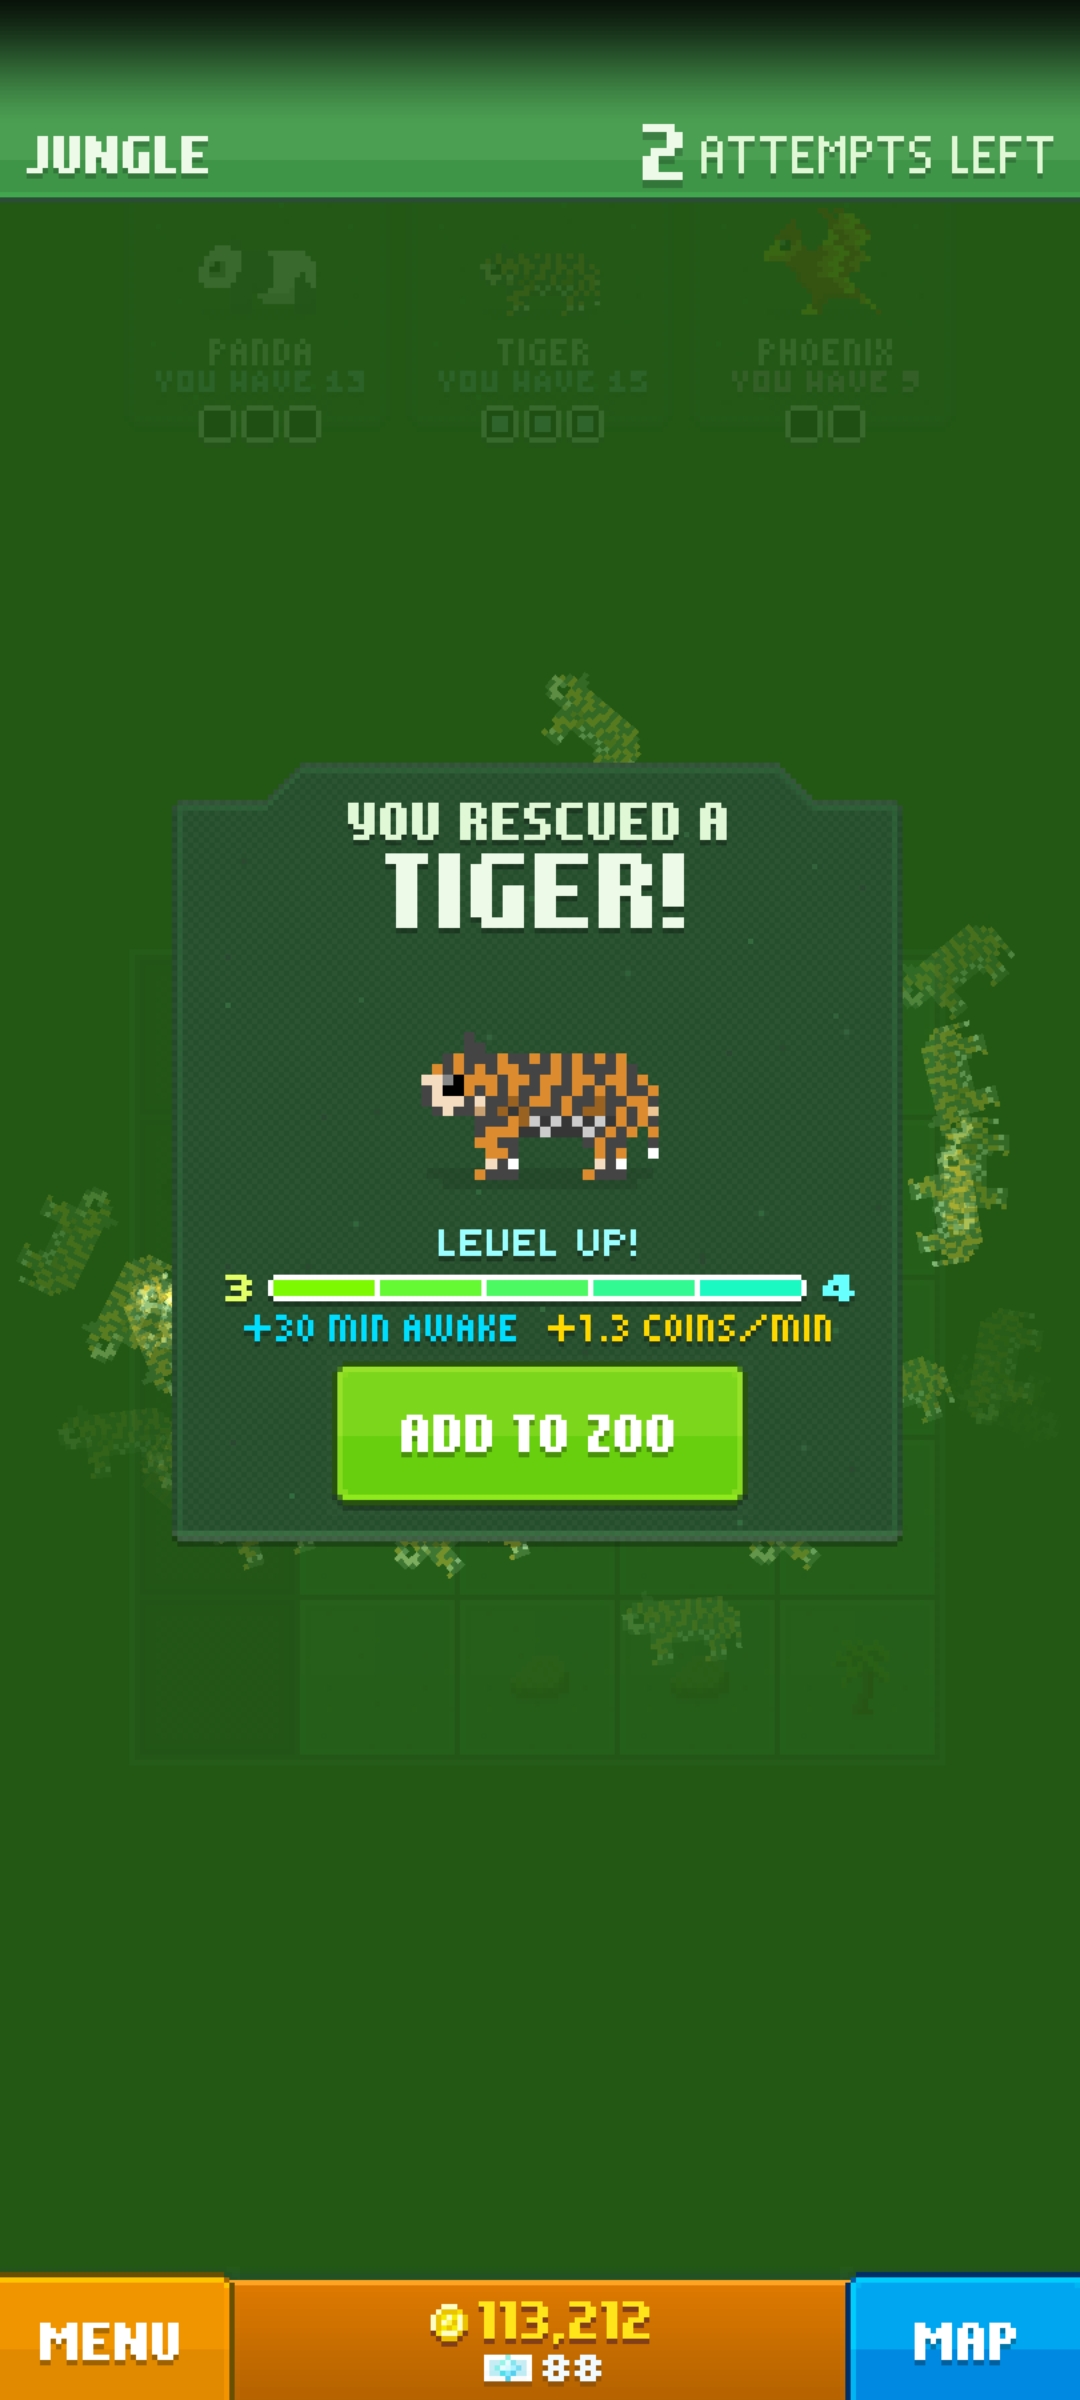 JUNGLE
2 ATTEMPTS LEFT
PANDA
YOU HAVE 13
TIGER
YOU HAVE 15
PHOENIX
YOU HAVE 9
YOU RESCUED A
TIGER!
LEVEL UP!
3
4
+30 MIN AWAKE +1.3 COINS/MIN
ADD TO ZOO
MENU
113,212
88
MAP